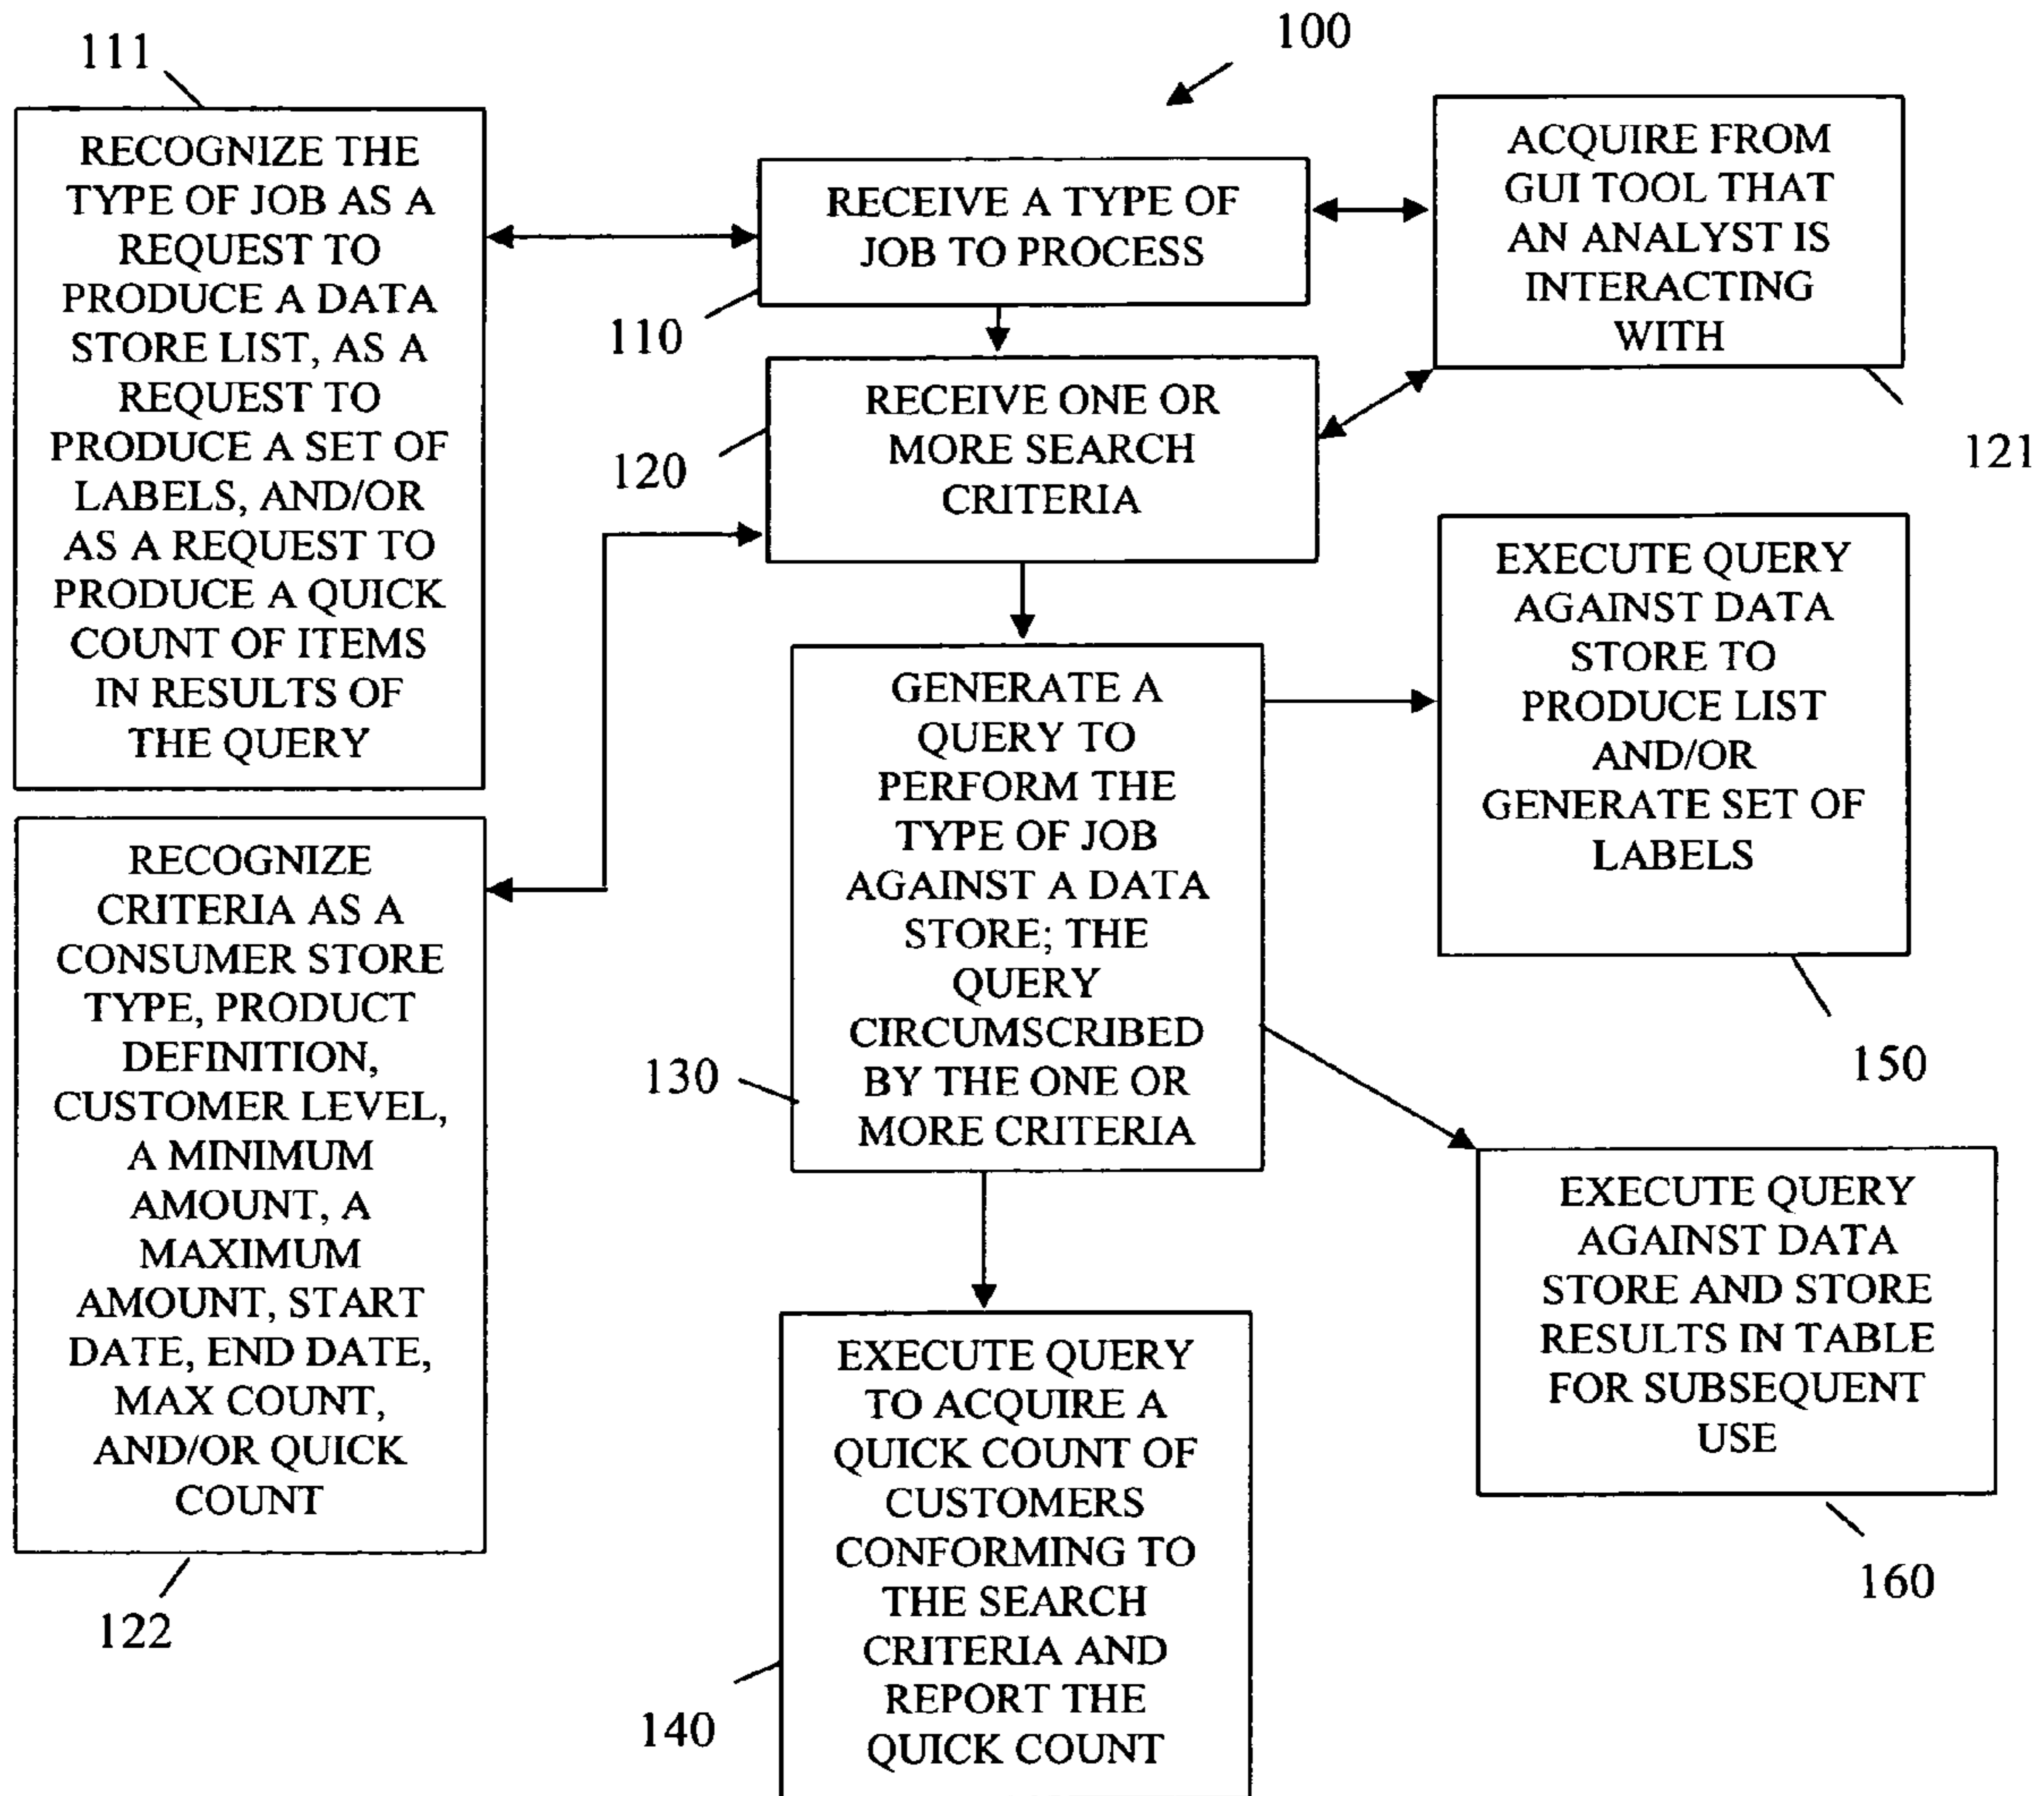 100
111
RECOGNIZE THE
TYPE OF JOB AS A
REQUEST TO
PRODUCE A DATA
STORE LIST, AS A
REQUEST TO
PRODUCE A SET OF
LABELS, AND/OR
AS A REQUEST TO
PRODUCE A QUICK
COUNT OF ITEMS
IN RESULTS OF
THE QUERY
RECEIVE A TYPE OF
JOB TO PROCESS
110
ACQUIRE FROM
GUI TOOL THAT
AN ANALYST IS
INTERACTING
WITH
121
RECEIVE ONE OR
MORE SEARCH
CRITERIA
120
RECOGNIZE
CRITERIA AS A
CONSUMER STORE
TYPE, PRODUCT
DEFINITION,
CUSTOMER LEVEL,
A MINIMUM
AMOUNT, A
MAXIMUM
AMOUNT, START
DATE, END DATE,
MAX COUNT,
AND/OR QUICK
COUNT
122
GENERATE A
QUERY TO
PERFORM THE
TYPE OF JOB
AGAINST A DATA
STORE; THE
QUERY
CIRCUMSCRIBED
BY THE ONE OR
MORE CRITERIA
130
EXECUTE QUERY
AGAINST DATA
STORE TO
PRODUCE LIST
AND/OR
GENERATE SET OF
LABELS
150
EXECUTE QUERY
AGAINST DATA
STORE AND STORE
RESULTS IN TABLE
FOR SUBSEQUENT
USE
160
EXECUTE QUERY
TO ACQUIRE A
QUICK COUNT OF
CUSTOMERS
CONFORMING TO
THE SEARCH
CRITERIA AND
REPORT THE
QUICK COUNT
140